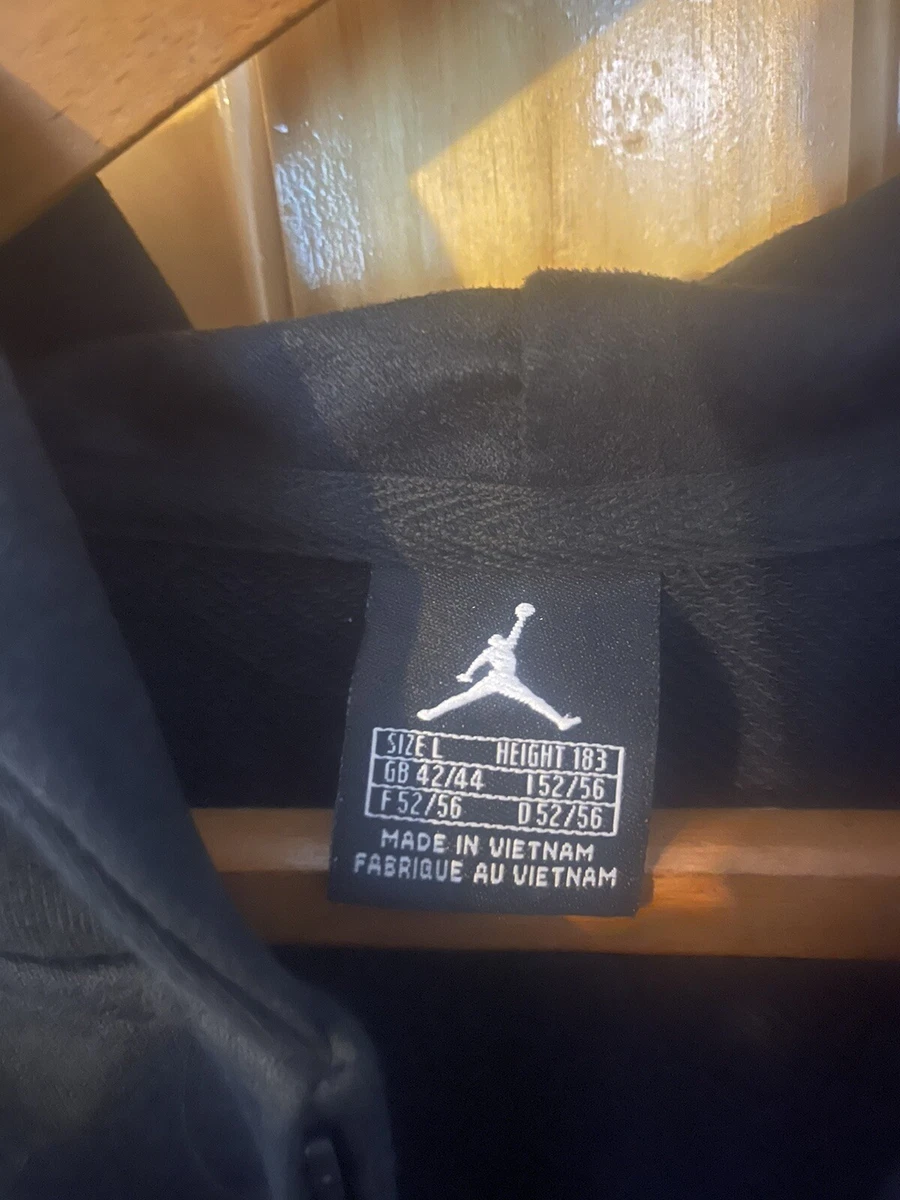 SIZE L HEIGHT 183
GB 42/44 I 52/56
F 52/56 D 52/56
MADE IN VIETNAM
FABRIQUE AU VIETNAM